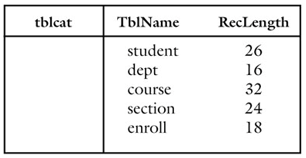 tblcat TblName RecLength
student 26
dept 16
course 32
section 24
enroll 18